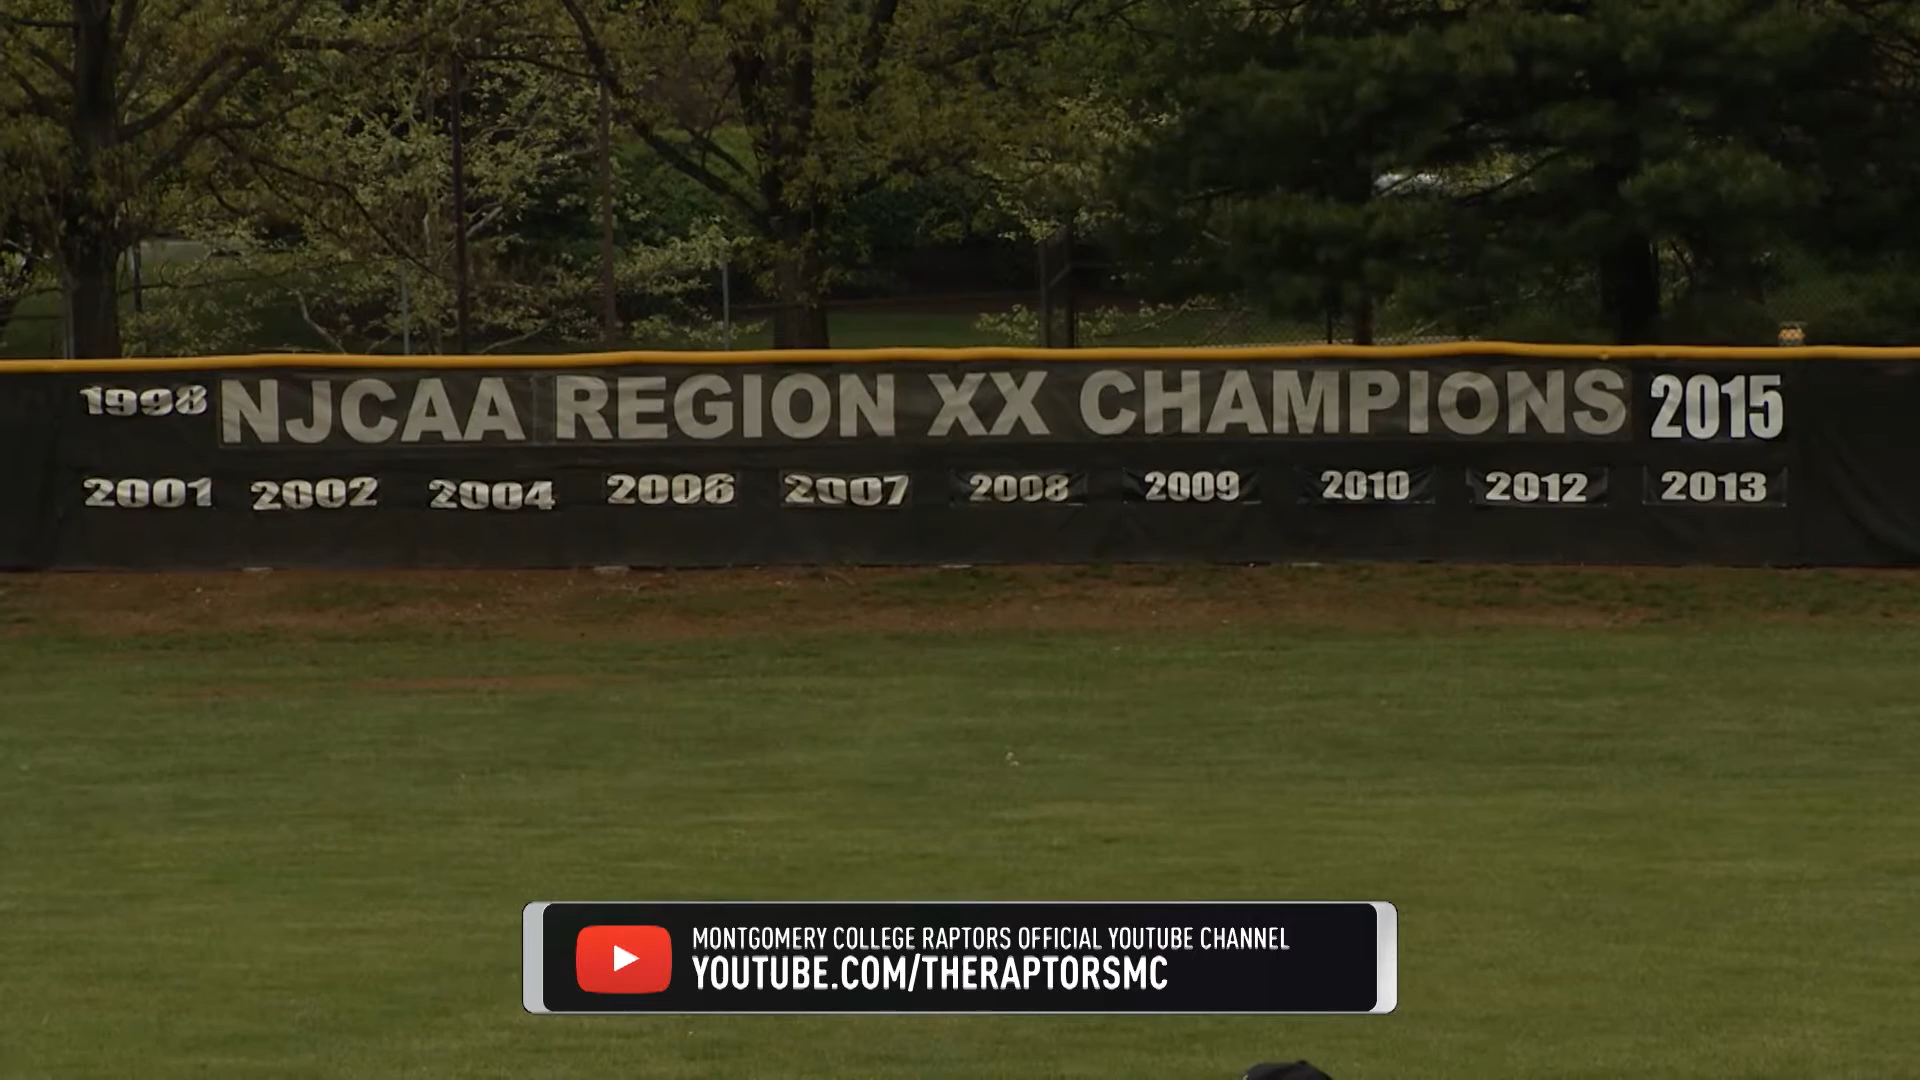 1998 NJCAA REGION XX CHAMPIONS 2015
2001 2002 2004 2006 2007 2008 2009 2010 2012 2013
MONTGOMERY COLLEGE RAPTORS OFFICIAL YOUTUBE CHANNEL
YOUTUBE.COM/THERAPTORSMC